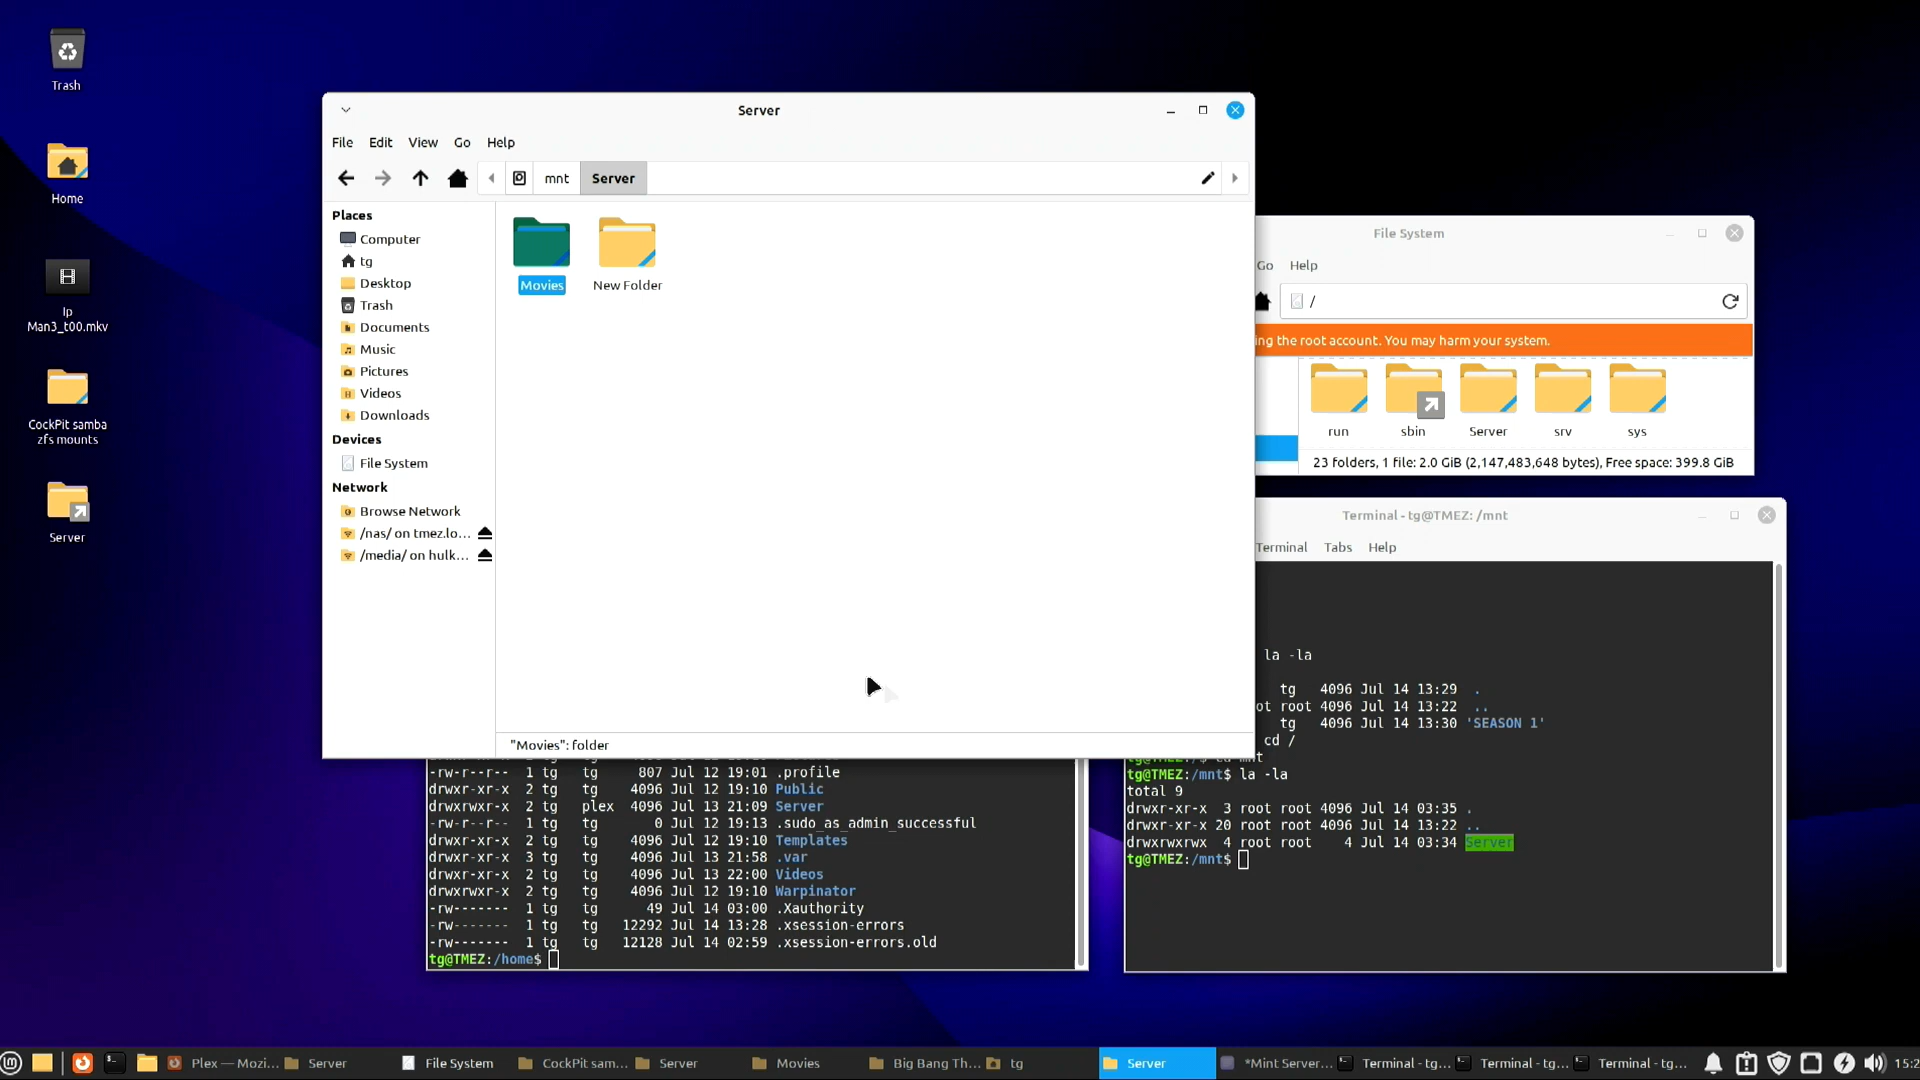 Trash
Home
Ip
Man3_t00.mkv
CockPit samba
zfs mounts
Server
Server
File Edit View Go Help
mnt Server
Places
Computer
tg
Desktop
Trash
Documents
Music
Pictures
Videos
Downloads
Devices
File System
Network
Browse Network
/nas/ on tmez.lo...
/media/ on hulk...
Movies
New Folder
"Movies": folder
File System
Go Help
/
ing the root account. You may harm your system.
run
sbin
Server
srv
sys
23 folders, 1 file: 2.0 GiB (2,147,483,648 bytes), Free space: 399.8 GiB
-rw-r--r-- 1 tg tg 807 Jul 12 19:01 .profile
drwxr-xr-x 2 tg tg 4096 Jul 12 19:10 Public
drwxrwxr-x 2 tg plex 4096 Jul 13 21:09 Server
-rw-r--r-- 1 tg tg 0 Jul 12 19:13 .sudo_as_admin_successful
drwxr-xr-x 2 tg tg 4096 Jul 12 19:10 Templates
drwxr-xr-x 3 tg tg 4096 Jul 13 21:58 .var
drwxr-xr-x 2 tg tg 4096 Jul 13 22:00 Videos
drwxrwxr-x 2 tg tg 4096 Jul 12 19:10 Warpinator
-rw------- 1 tg tg 49 Jul 14 03:00 .Xauthority
-rw------- 1 tg tg 12292 Jul 14 13:28 .xsession-errors
-rw------- 1 tg tg 12128 Jul 14 02:59 .xsession-errors.old
tg@TMEZ:/home$
Terminal - tg@TMEZ: /mnt
Terminal Tabs Help
la -la
tg 4096 Jul 14 13:29 .
ot root 4096 Jul 14 13:22 ..
tg 4096 Jul 14 13:30 'SEASON 1'
cd /
tg@TMEZ:/$ cd mnt
tg@TMEZ:/mnt$ la -la
total 9
drwxr-xr-x 3 root root 4096 Jul 14 03:35 .
drwxr-xr-x 20 root root 4096 Jul 14 13:22 ..
drwxrwxrwx 4 root root 4 Jul 14 03:34 Server
tg@TMEZ:/mnt$
Plex — Mozi... Server File System CockPit sam... Server Movies Big Bang Th... tg Server *Mint Server... Terminal - tg... Terminal - tg... Terminal - tg...